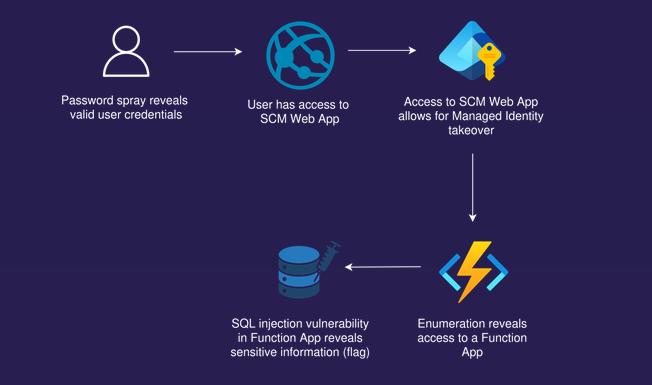 Password spray reveals
valid user credentials
User has access to
SCM Web App
Access to SCM Web App
allows for Managed Identity
takeover
SQL injection vulnerability
in Function App reveals
sensitive information (flag)
Enumeration reveals
access to a Function
App